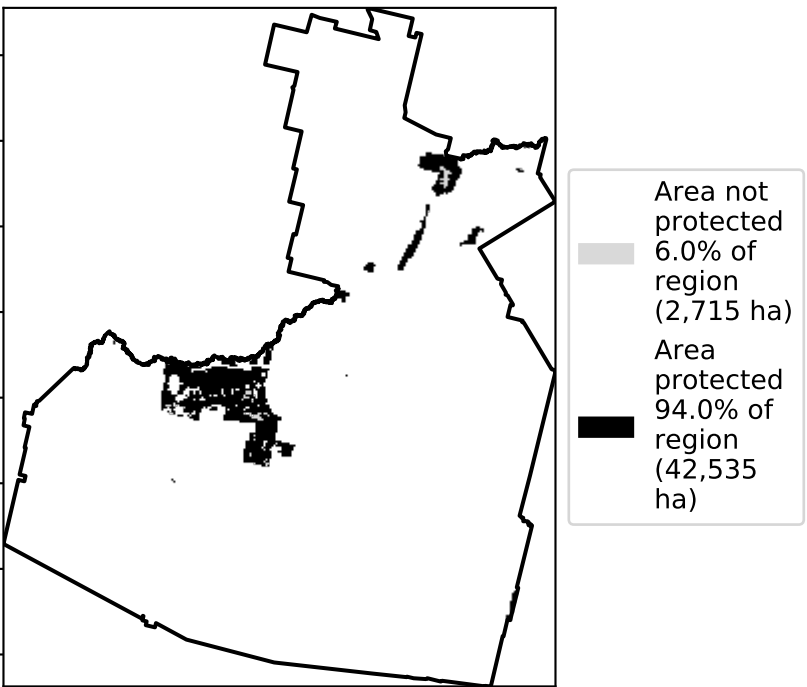 Area not
protected
6.0% of
region
(2,715 ha)
Area
protected
94.0% of
region
(42,535
ha)